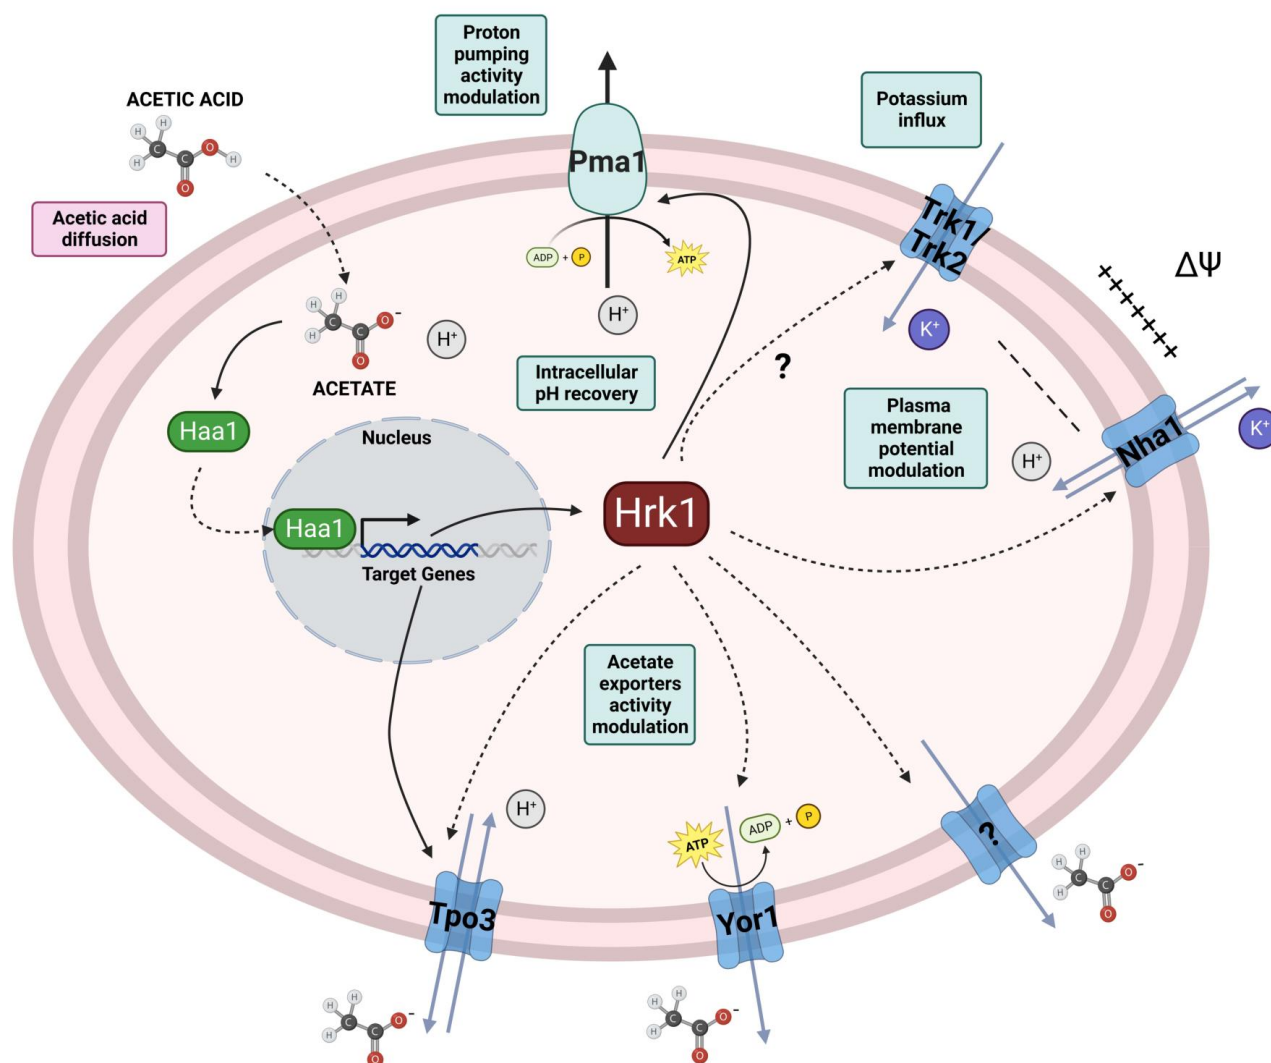 Proton
pumping
activity
modulation
ACETIC ACID
H
H
H
C
C
O
H
O
Potassium
influx
Acetic acid
diffusion
Pma1
Trk1/
Trk2
ADP + P
ATP
+++++++
ΔΨ
H
H
H
C
C
O
-
O
H⁺
H⁺
K⁺
ACETATE
Intracellular
pH recovery
?
Plasma
membrane
potential
modulation
Haa1
Nucleus
H⁺
Nha1
K⁺
Haa1
Hrk1
Target Genes
Acetate
exporters
activity
modulation
H⁺
ATP
ADP + P
?
H
H
H
C
C
O
-
O
Tpo3
Yor1
H
H
H
C
C
O
-
O
H
H
H
C
C
O
-
O